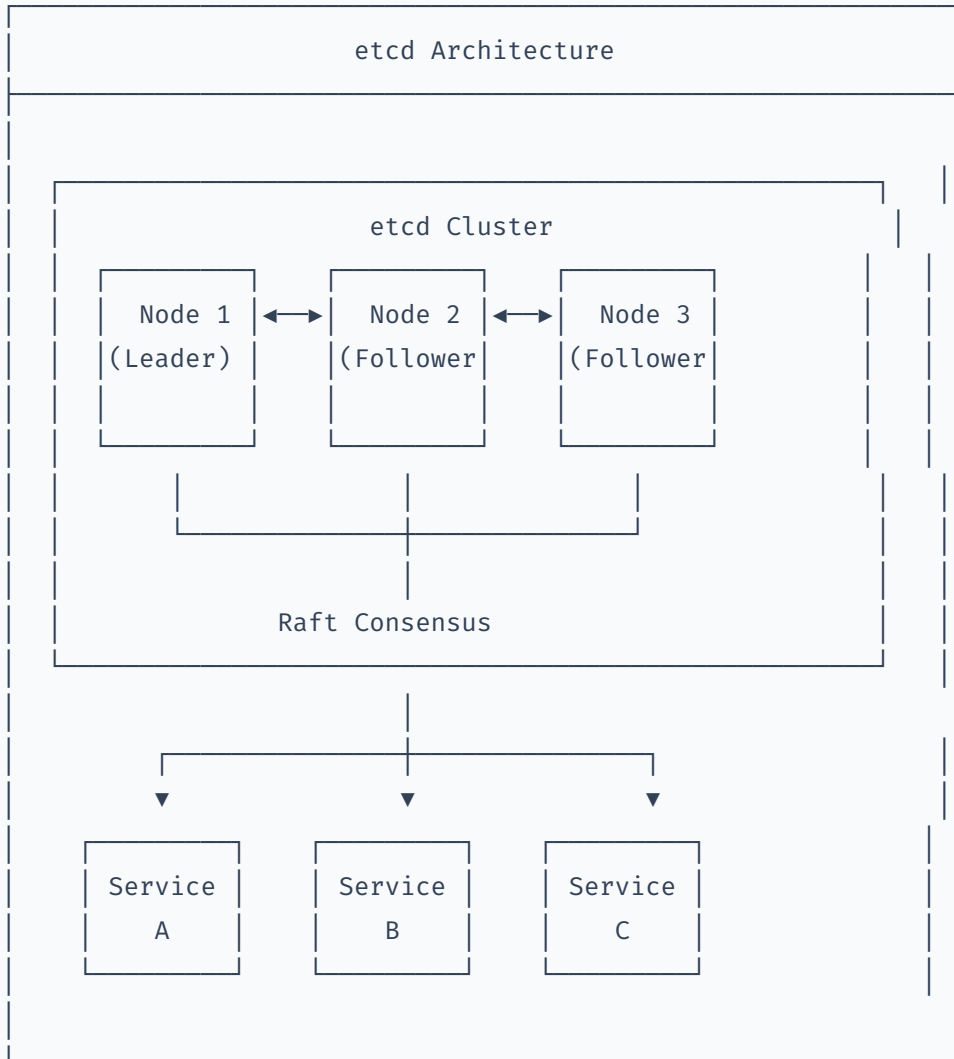 etcd Architecture
etcd Cluster
Node 1 Node 2 Node 3
(Leader) (Follower (Follower
Raft Consensus
Service Service Service
A B C